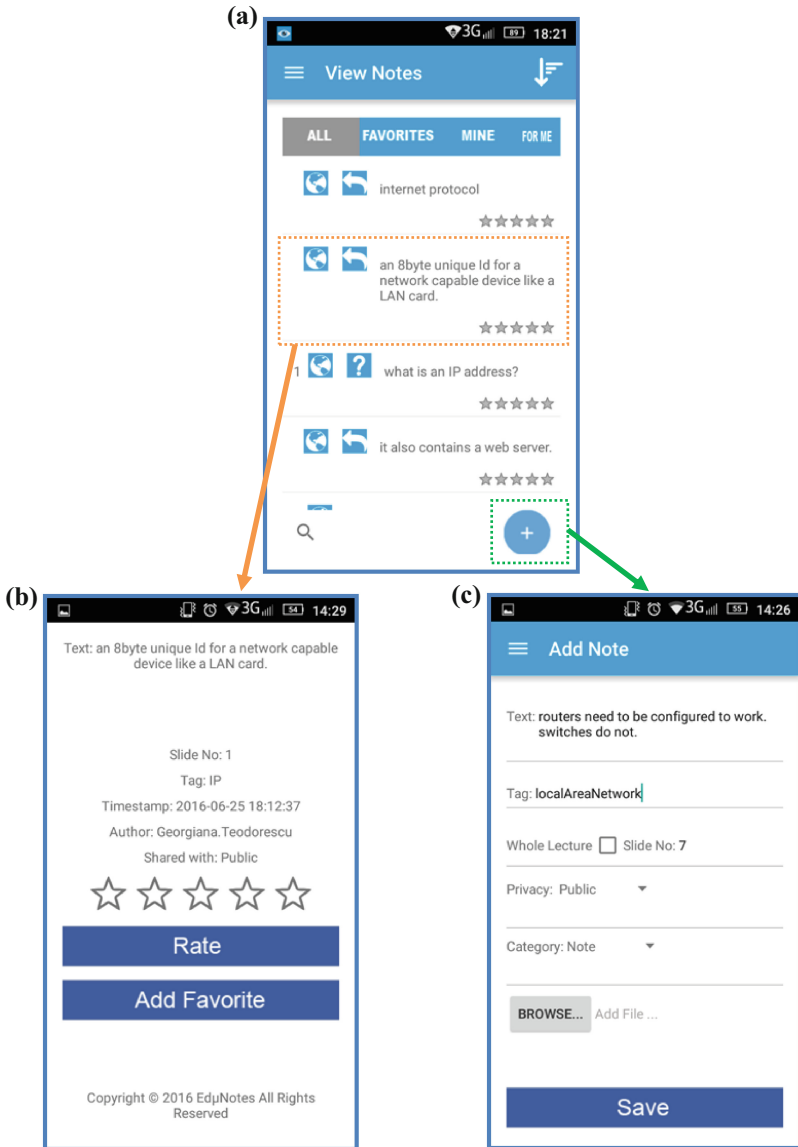 (a)
3G 89 18:21
View Notes
ALL FAVORITES MINE FOR ME
internet protocol
an 8byte unique Id for a
network capable device like a
LAN card.
1 ? what is an IP address?
it also contains a web server.
+
(b)
3G 54 14:29
Text: an 8byte unique Id for a network capable
device like a LAN card.
Slide No: 1
Tag: IP
Timestamp: 2016-06-25 18:12:37
Author: Georgiana.Teodorescu
Shared with: Public
Rate
Add Favorite
Copyright © 2016 EdµNotes All Rights
Reserved
(c)
3G 55 14:26
Add Note
Text: routers need to be configured to work.
switches do not.
Tag: localAreaNetwork
Whole Lecture Slide No: 7
Privacy: Public
Category: Note
BROWSE... Add File ...
Save